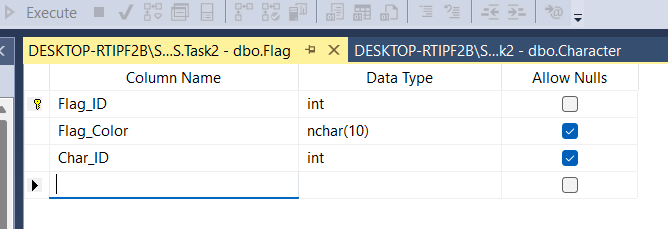 Execute
DESKTOP-RTIPF2B\S...S.Task2 - dbo.Flag DESKTOP-RTIPF2B\S...k2 - dbo.Character
Column Name Data Type Allow Nulls
Flag_ID int
Flag_Color nchar(10)
Char_ID int